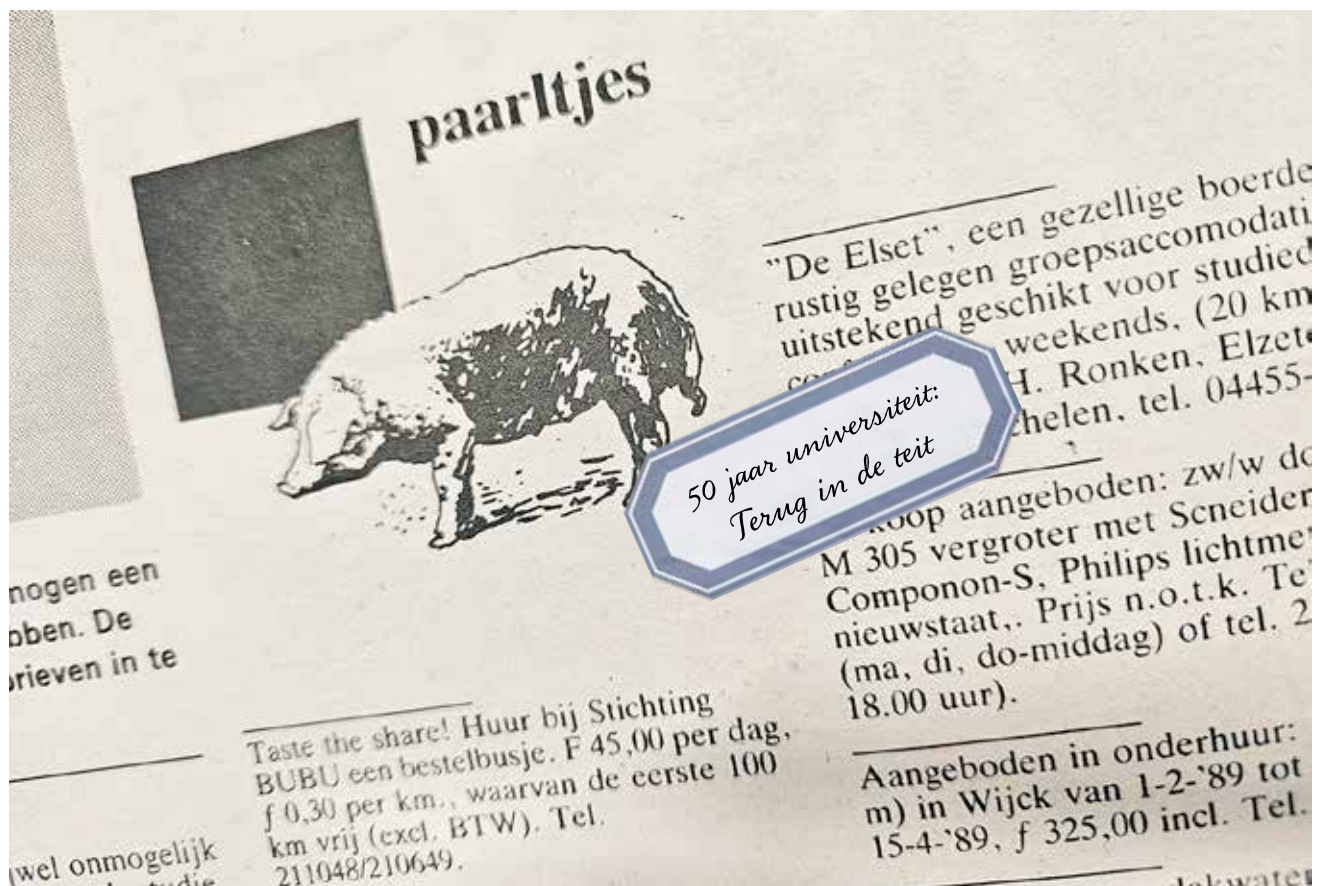 paarltjes
nogen een
bben. De
rieven in te
wel onmogelijk
Taste the share! Huur bij Stichting
BUBU een bestelbusje. F 45,00 per dag,
ƒ 0,30 per km., waarvan de eerste 100
km vrij (excl. BTW). Tel.
211048/210649.
"De Elset", een gezellige boerde
rustig gelegen groepsaccomodati
uitstekend geschikt voor studied
weekends. (20 km
H. Ronken, Elzet
chelen, tel. 04455-
50 jaar universiteit:
Terug in de teit
koop aangeboden: zw/w do
M 305 vergroter met Scneider
Componon-S, Philips lichtme
nieuwstaat,. Prijs n.o.t.k. Te
(ma, di, do-middag) of tel. 2
18.00 uur).
Aangeboden in onderhuur:
m) in Wijck van 1-2-'89 tot
15-4-'89, ƒ 325,00 incl. Tel.